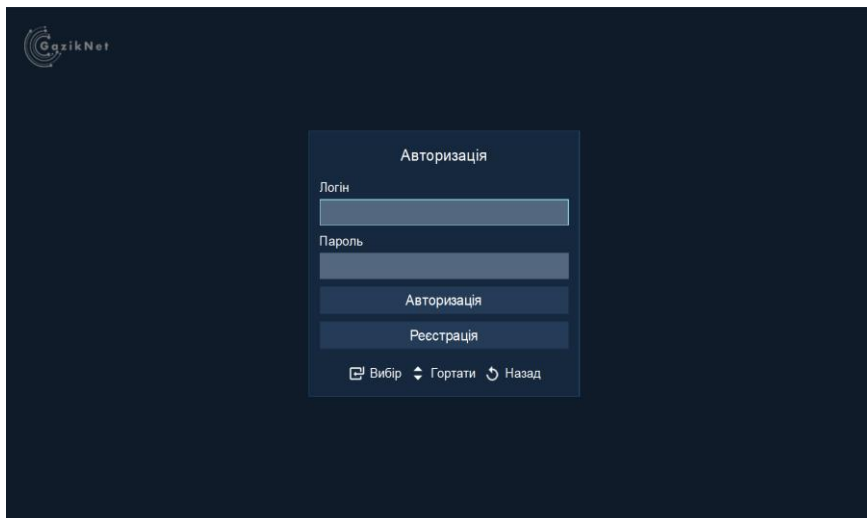 GazikNet
Авторизація
Логін
Пароль
Авторизація
Реєстрація
Вибір Гортати Назад